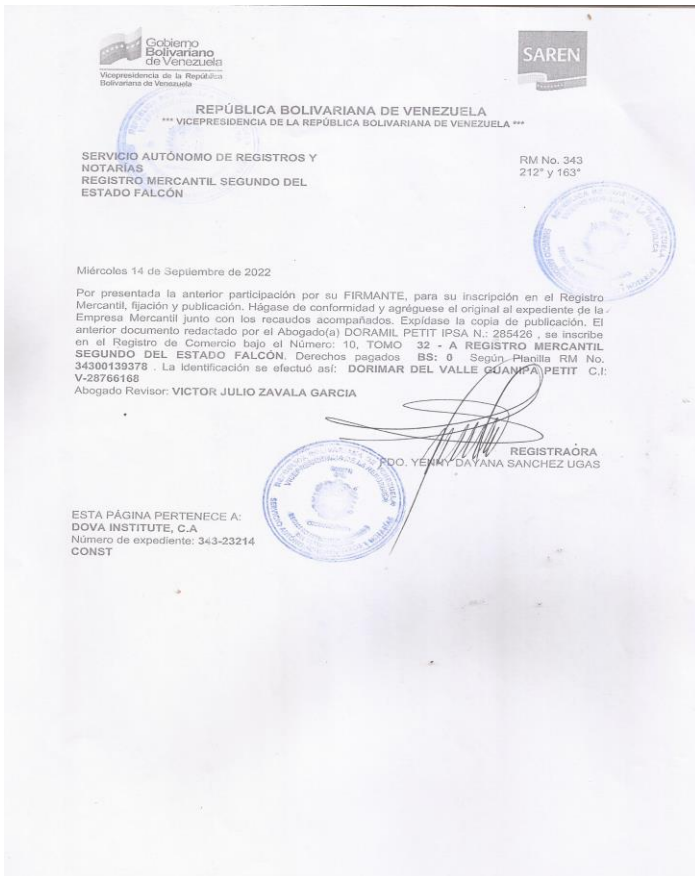 Gobierno
Bolivariano
de Venezuela
Vicepresidencia de la República
Bolivariana de Venezuela
SAREN
REPÚBLICA BOLIVARIANA DE VENEZUELA
*** VICEPRESIDENCIA DE LA REPÚBLICA BOLIVARIANA DE VENEZUELA ***
SERVICIO AUTÓNOMO DE REGISTROS Y
NOTARÍAS
REGISTRO MERCANTIL SEGUNDO DEL
ESTADO FALCÓN
RM No. 343
212° y 163°
Miércoles 14 de Septiembre de 2022
Por presentada la anterior participación por su FIRMANTE, para su inscripción en el Registro
Mercantil, fijación y publicación. Hágase de conformidad y agréguese el original al expediente de la
Empresa Mercantil junto con los recaudos acompañados. Expídase la copia de publicación. El
anterior documento redactado por el Abogado(a) DORAMIL PETIT IPSA N.: 285426 , se inscribe
en el Registro de Comercio bajo el Número: 10, TOMO 32 - A REGISTRO MERCANTIL
SEGUNDO DEL ESTADO FALCÓN. Derechos pagados BS: 0 Según Planilla RM No.
34300139378 . La Identificación se efectuó así: DORIMAR DEL VALLE GUANIPA PETIT C.I:
V-28766168
Abogado Revisor: VICTOR JULIO ZAVALA GARCIA
REGISTRADORA
FDO. YENNY DAYANA SANCHEZ UGAS
ESTA PÁGINA PERTENECE A:
DOVA INSTITUTE, C.A
Número de expediente: 343-23214
CONST